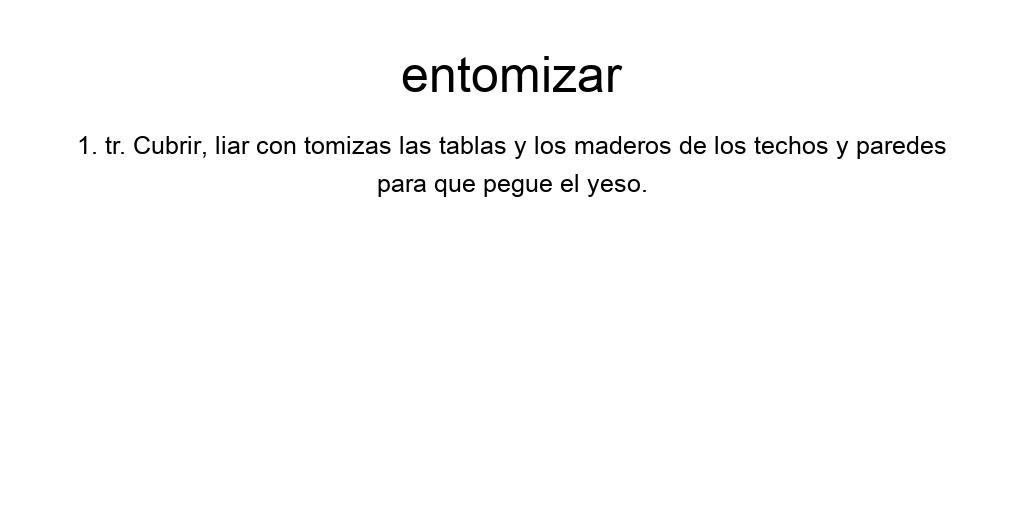 entomizar
1. tr. Cubrir, liar con tomizas las tablas y los maderos de los techos y paredes
para que pegue el yeso.